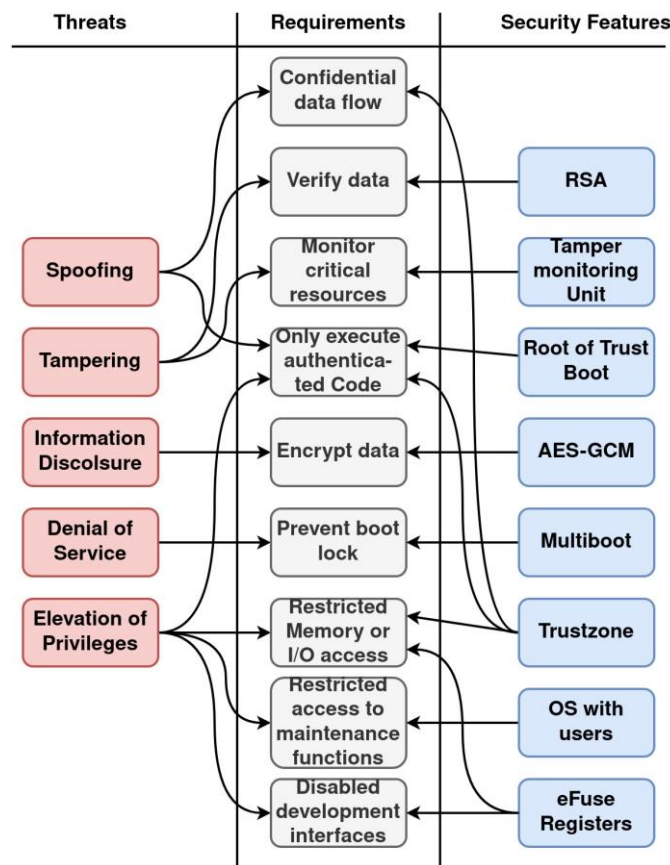 Threats
Requirements
Security Features
Confidential
data flow
Verify data
RSA
Spoofing
Monitor
critical
resources
Tamper
monitoring
Unit
Tampering
Only execute
authentica-
ted Code
Root of Trust
Boot
Information
Discolsure
Encrypt data
AES-GCM
Denial of
Service
Prevent boot
lock
Multiboot
Elevation of
Privileges
Restricted
Memory or
I/O access
Trustzone
Restricted
access to
maintenance
functions
OS with
users
Disabled
development
interfaces
eFuse
Registers